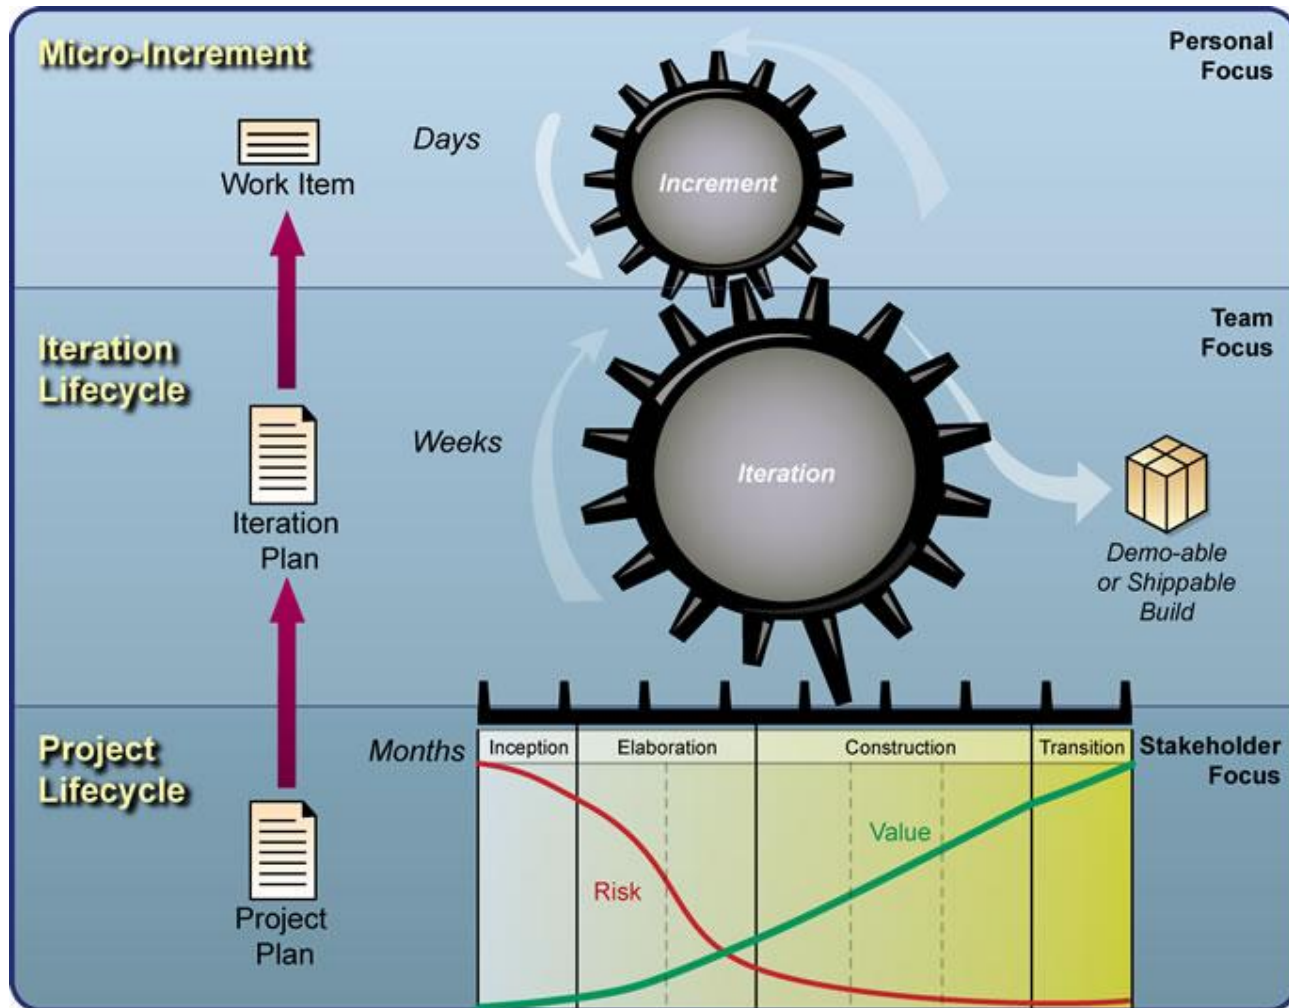 Micro-Increment
Personal
Focus
Days
Work Item
Increment
Iteration
Lifecycle
Team
Focus
Weeks
Iteration
Iteration
Plan
Demo-able
or Shippable
Build
Project
Lifecycle
Months
Inception
Elaboration
Construction
Transition
Stakeholder
Focus
Value
Risk
Project
Plan